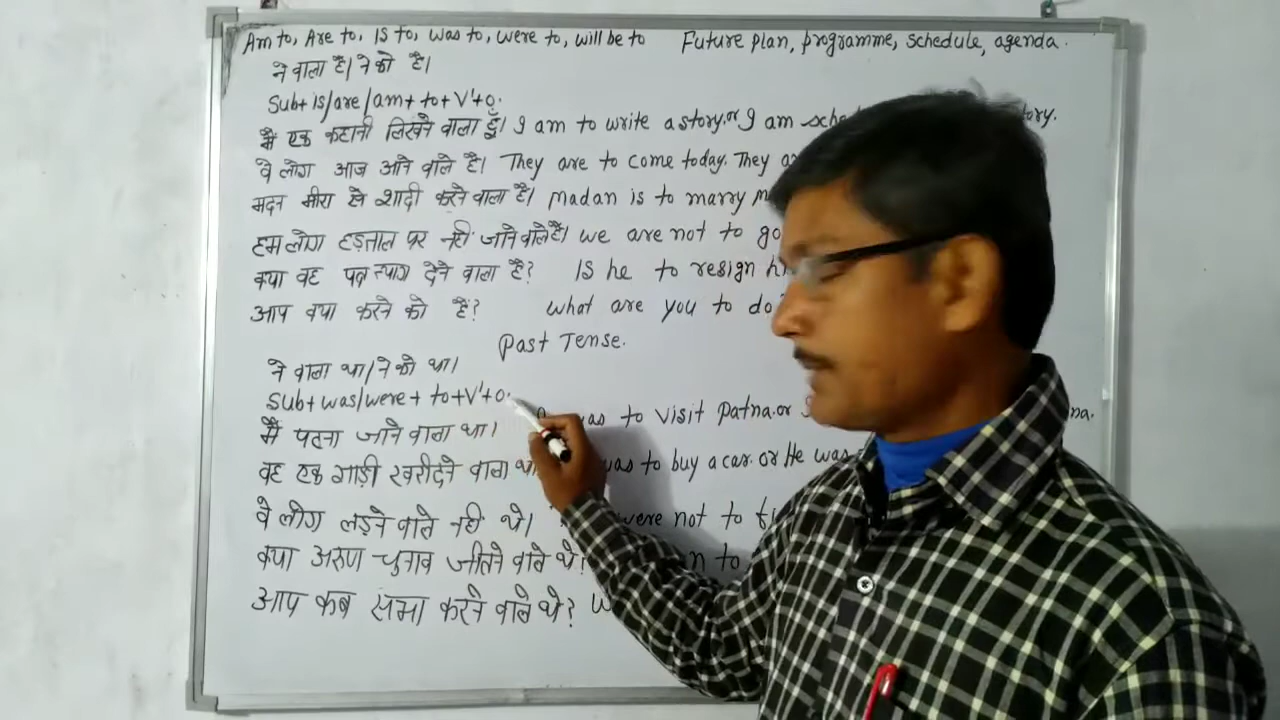 Am to, Are to, Is to, was to, were to, will be to Future plan, programme, schedule, agenda.
ने वाला है। ने को है।
Sub+ is/are/am+ to+V'+o.
मैं एक कहानी लिखने वाला हूँ। I am to write a story. or I am
वे लोग आज आने वाले है। They are to come today. They
मदन मीरा से शादी करने वाला है। Madan is to marry
हम लोग हड़ताल पर नही जाने वाले है। we are not to go
क्या वह पद त्याग देने वाला है? Is he to resign
आप क्या करने को हैं? what are you to do?
Past Tense.
ने वाला था। ने को था।
Sub+ was/were + to+V'+o.
मैं पटना जाने वाला था। was to visit Patna. or
वह एक गाड़ी खरीदने वाला था was to buy a car. or He was
वे लोग लड़ने वाले नही थे। were not to
क्या अरुण चुनाव जीतने वाले थे? to
आप कब सभा करने वाले थे?